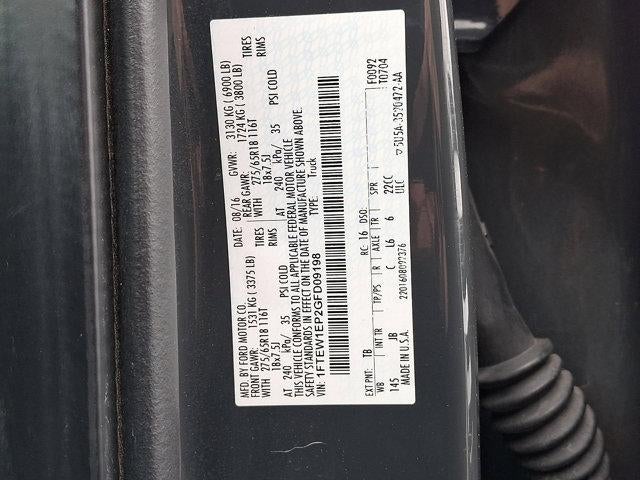 MFD. BY FORD MOTOR CO.
DATE: 08/16 GVWR: 3130 KG ( 6900 LB)
FRONT GAWR: 1531 KG ( 3375 LB) REAR GAWR: 1724 KG ( 3800 LB)
WITH 275/65R18 116T TIRES WITH 275/65R18 116T TIRES
18x7.5J RIMS 18x7.5J RIMS
AT 240 kPa/ 35 PSI COLD AT 240 kPa/ 35 PSI COLD
THIS VEHICLE CONFORMS TO ALL APPLICABLE FEDERAL MOTOR VEHICLE
SAFETY STANDARDS IN EFFECT ON THE DATE OF MANUFACTURE SHOWN ABOVE.
VIN: 1FTEW1EP2GFD09198 TYPE: Truck
F0092
T0704
EXT PNT: TB RC: 16 DSO:
WB INT TR TP/PS R AXLE TR SPR
145 JB C L6 6 22CC
ULC
MADE IN U.S.A.